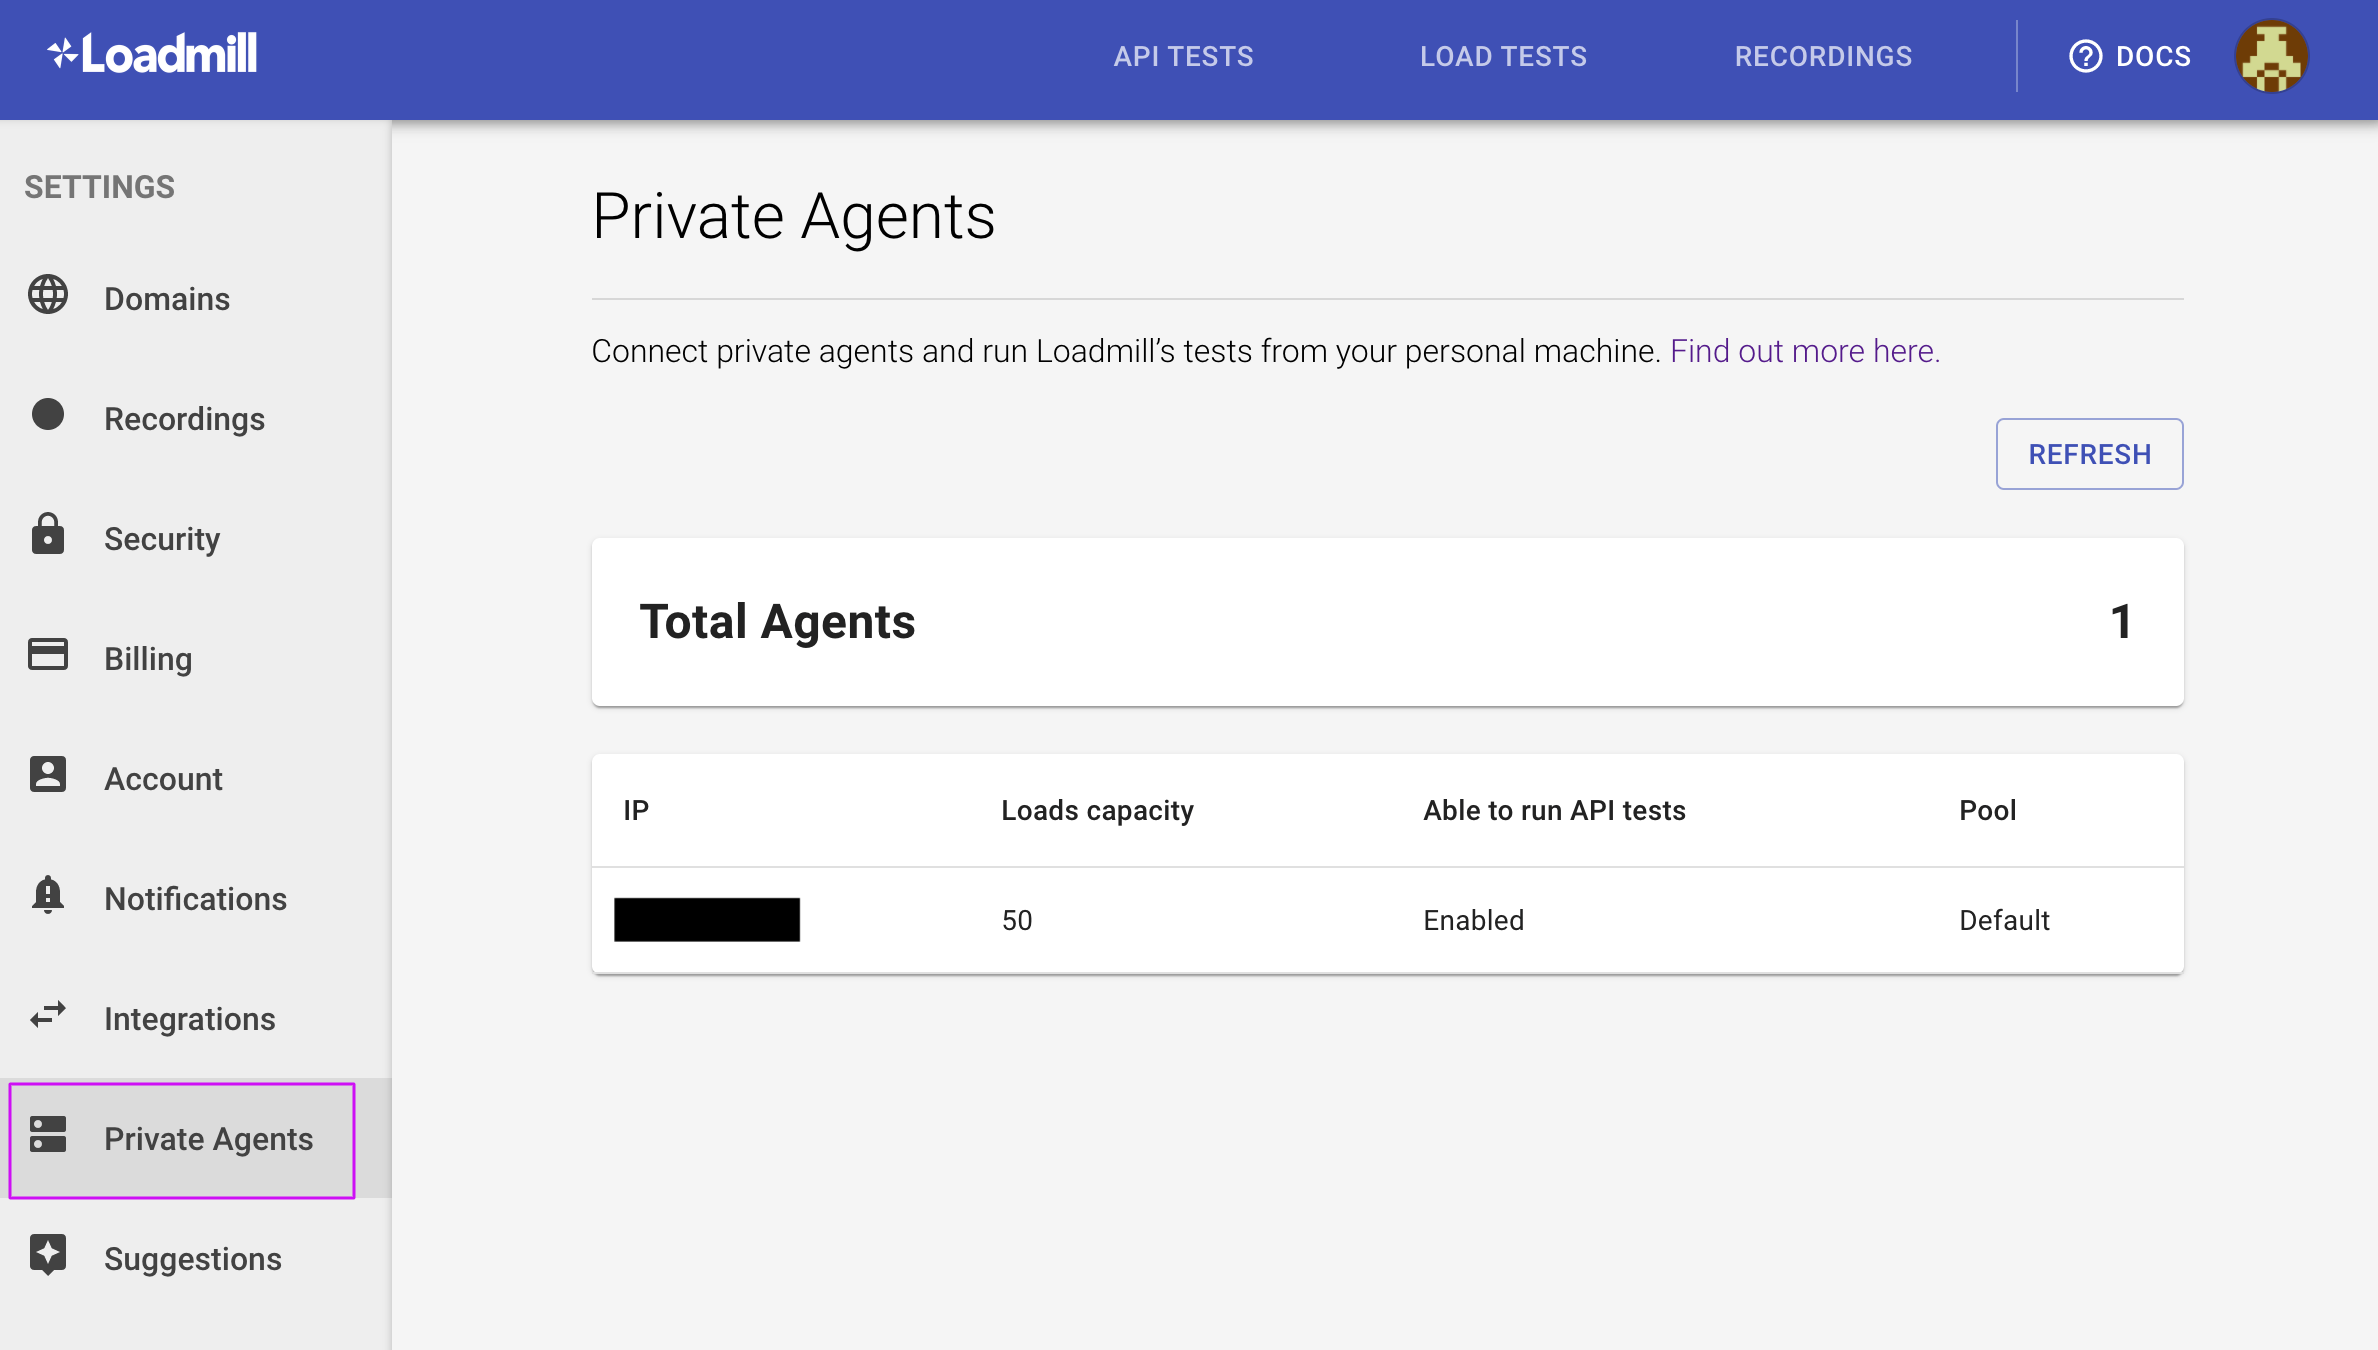 Loadmill
API TESTS
LOAD TESTS
RECORDINGS
DOCS
SETTINGS
Domains
Recordings
Security
Billing
Account
Notifications
Integrations
Private Agents
Suggestions
Private Agents
Connect private agents and run Loadmill’s tests from your personal machine. Find out more here.
REFRESH
Total Agents 1
IP Loads capacity Able to run API tests Pool
50 Enabled Default